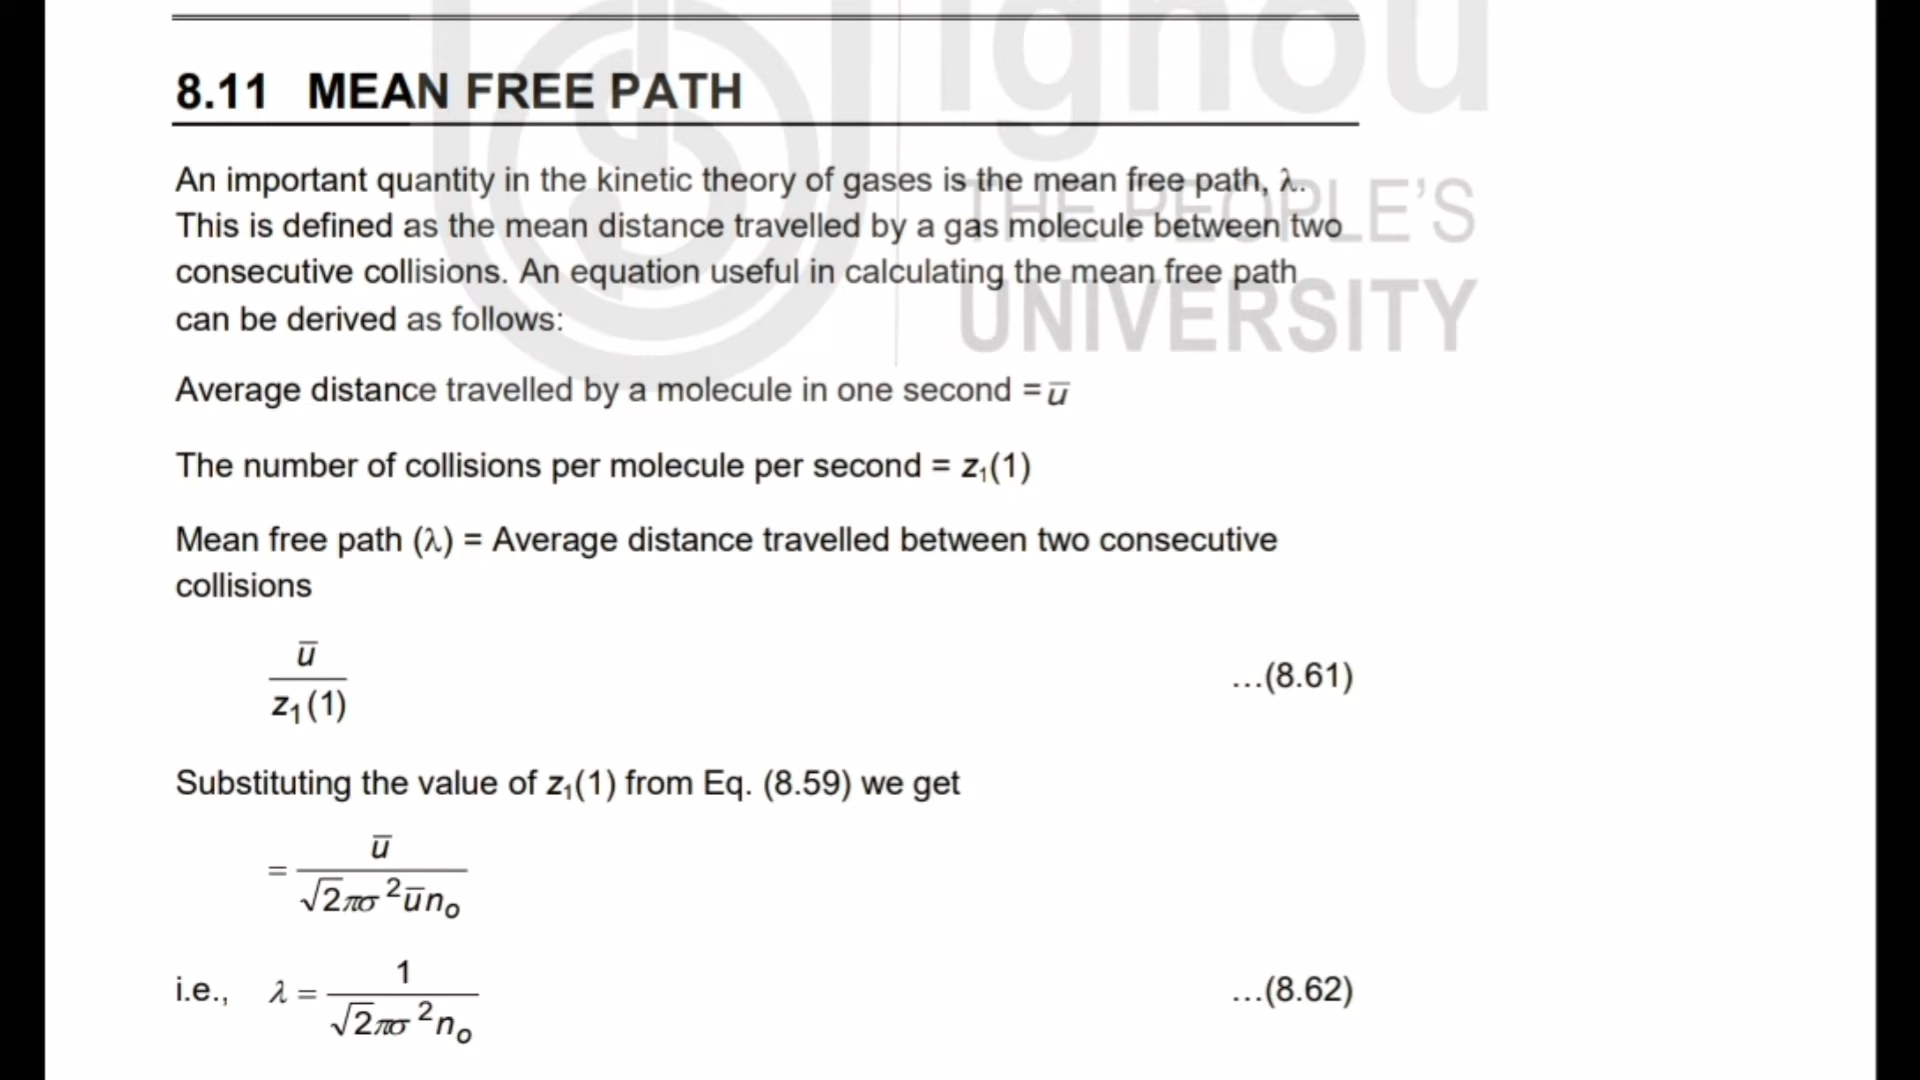 ignou
THE PEOPLE'S
UNIVERSITY
8.11 MEAN FREE PATH
An important quantity in the kinetic theory of gases is the mean free path, λ.
This is defined as the mean distance travelled by a gas molecule between two
consecutive collisions. An equation useful in calculating the mean free path
can be derived as follows:
Average distance travelled by a molecule in one second = u̅
The number of collisions per molecule per second = z₁(1)
Mean free path (λ) = Average distance travelled between two consecutive
collisions
u̅ / z₁(1) ...(8.61)
Substituting the value of z₁(1) from Eq. (8.59) we get
= u̅ / √2πσ²u̅nₒ
i.e., λ = 1 / √2πσ²nₒ ...(8.62)